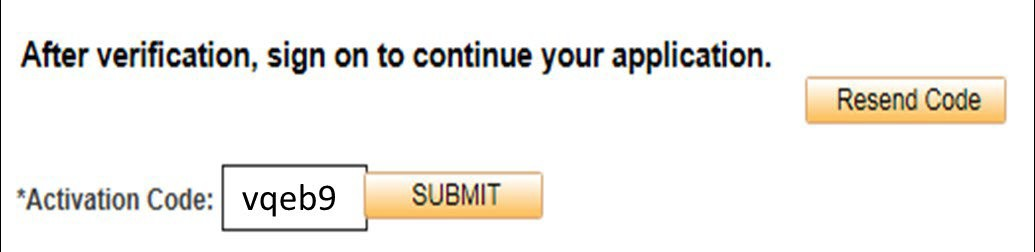 After verification, sign on to continue your application.
Resend Code
*Activation Code: vqeb9 SUBMIT